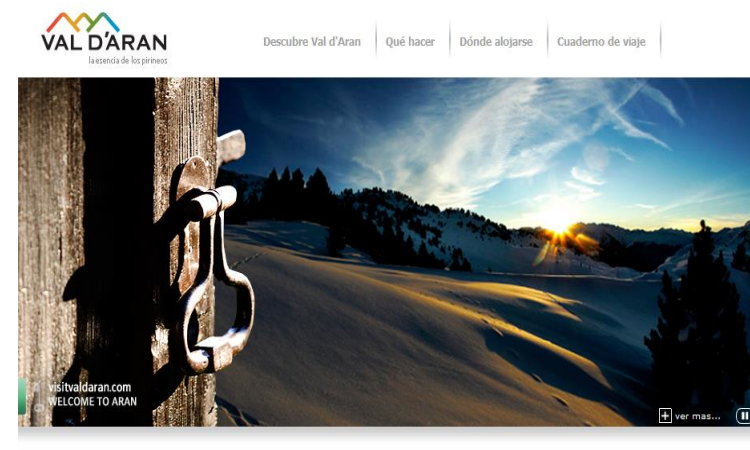 VAL D'ARAN
la esencia de los pirineos
Descubre Val d'Aran
Qué hacer
Dónde alojarse
Cuaderno de viaje
visitvaldaran.com
WELCOME TO ARAN
ver mas...